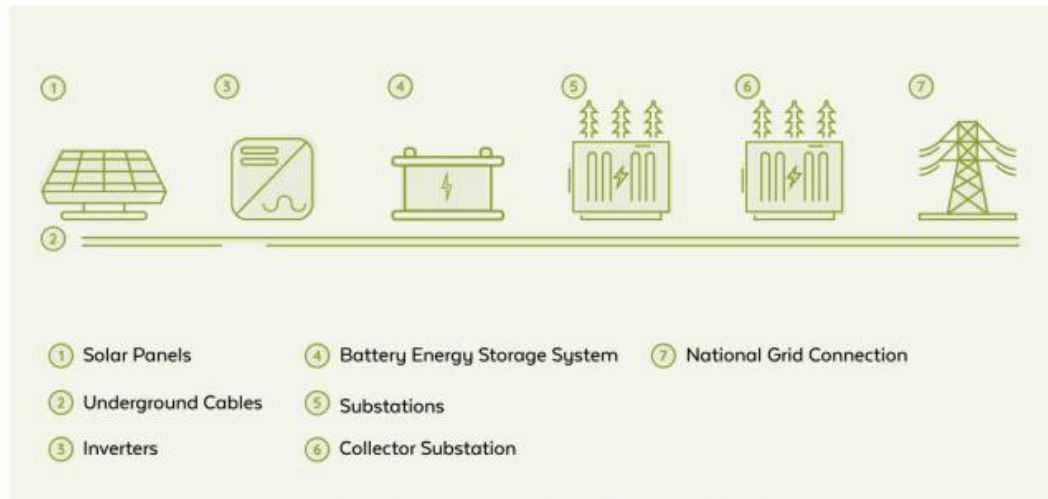 1 3 4 5 6 7
2
1 Solar Panels
2 Underground Cables
3 Inverters
4 Battery Energy Storage System
5 Substations
6 Collector Substation
7 National Grid Connection